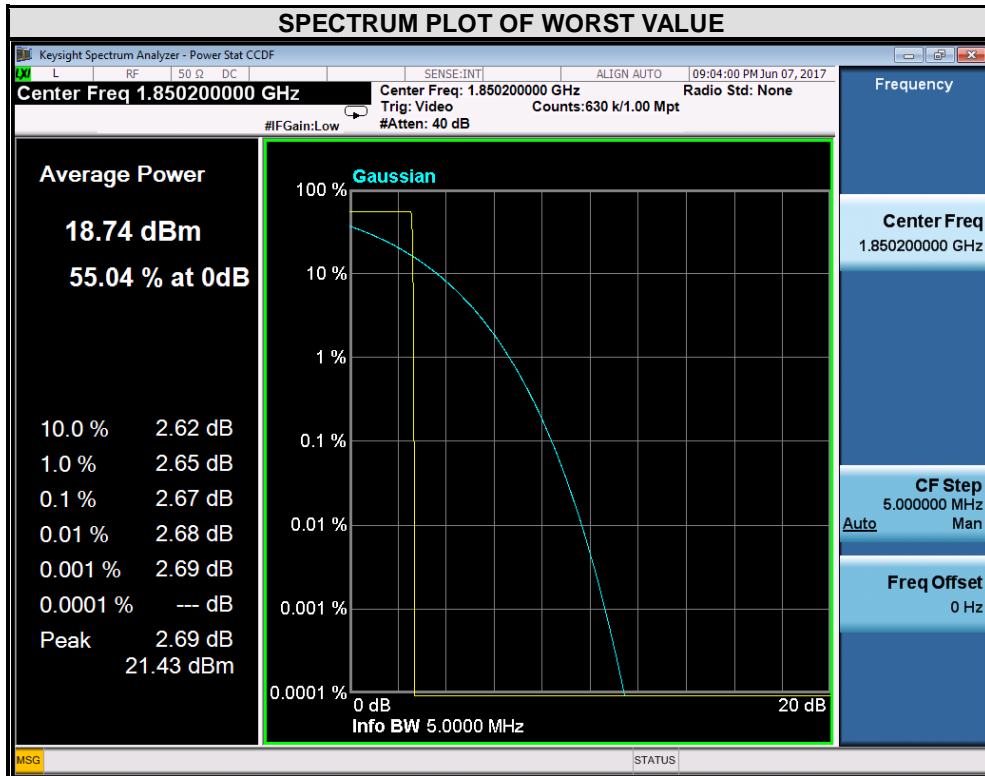 SPECTRUM PLOT OF WORST VALUE
Keysight Spectrum Analyzer - Power Stat CCDF
LXI L RF 50 Ω DC SENSE:INT ALIGN AUTO 09:04:00 PM Jun 07, 2017
Center Freq 1.850200000 GHz
#IFGain:Low
Center Freq: 1.850200000 GHz
Trig: Video Counts:630 k/1.00 Mpt
#Atten: 40 dB
Radio Std: None
Frequency
Average Power
18.74 dBm
55.04 % at 0dB
10.0 % 2.62 dB
1.0 % 2.65 dB
0.1 % 2.67 dB
0.01 % 2.68 dB
0.001 % 2.69 dB
0.0001 % --- dB
Peak 2.69 dB
21.43 dBm
Gaussian
100 %
10 %
1 %
0.1 %
0.01 %
0.001 %
0.0001 %
0 dB 20 dB
Info BW 5.0000 MHz
Center Freq
1.850200000 GHz
CF Step
5.000000 MHz
Auto Man
Freq Offset
0 Hz
MSG STATUS